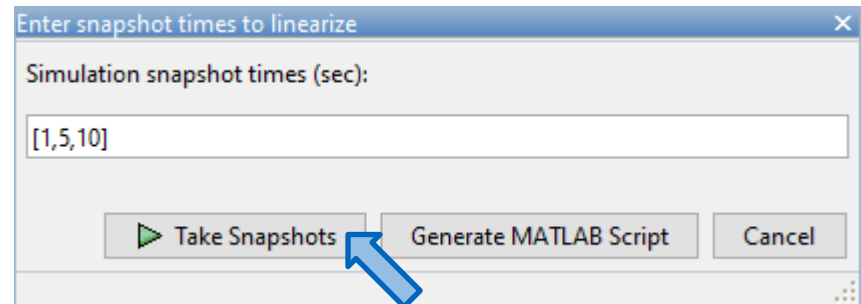 Enter snapshot times to linearize
Simulation snapshot times (sec):
[1,5,10]
Take Snapshots Generate MATLAB Script Cancel